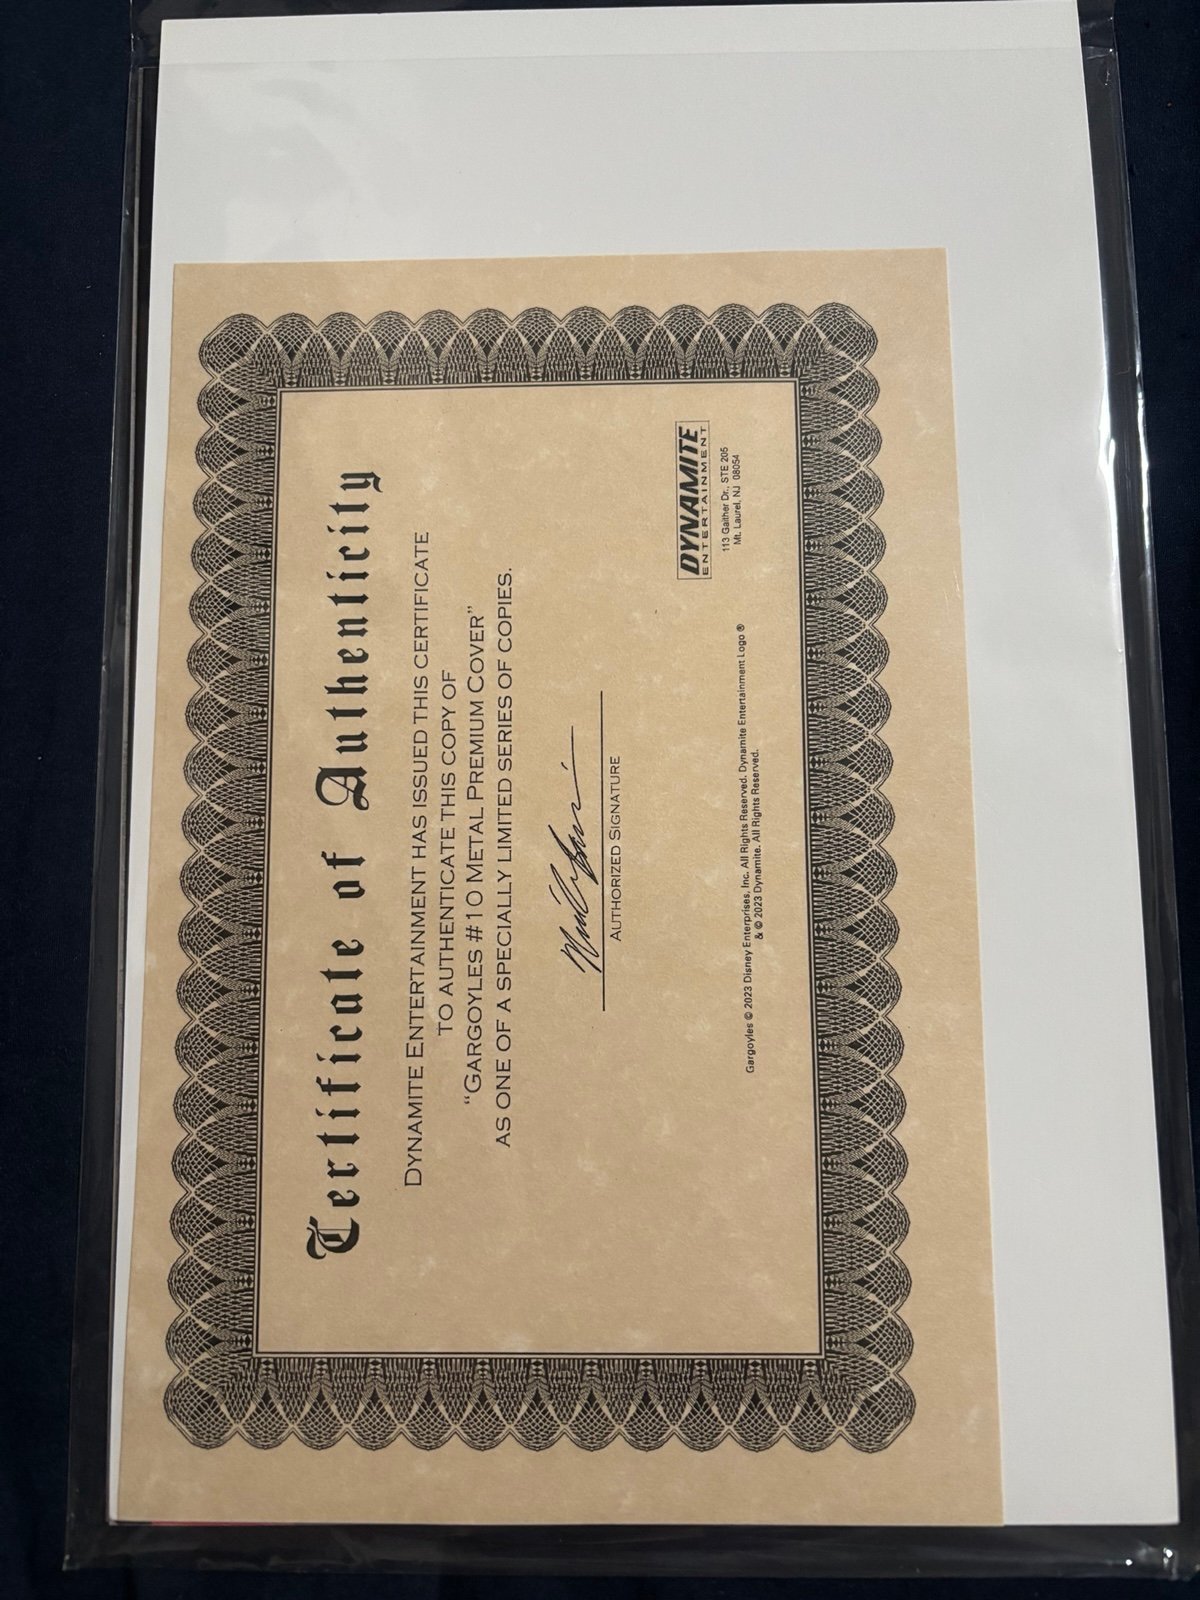 Certificate of Authenticity
DYNAMITE ENTERTAINMENT HAS ISSUED THIS CERTIFICATE
TO AUTHENTICATE THIS COPY OF
“GARGOYLES #10 METAL PREMIUM COVER”
AS ONE OF A SPECIALLY LIMITED SERIES OF COPIES.
AUTHORIZED SIGNATURE
DYNAMITE
ENTERTAINMENT
113 Gaither Dr., STE 205
Mt. Laurel, NJ 08054
Gargoyles © 2023 Disney Enterprises, Inc. All Rights Reserved. Dynamite Entertainment Logo ®
& © 2023 Dynamite. All Rights Reserved.